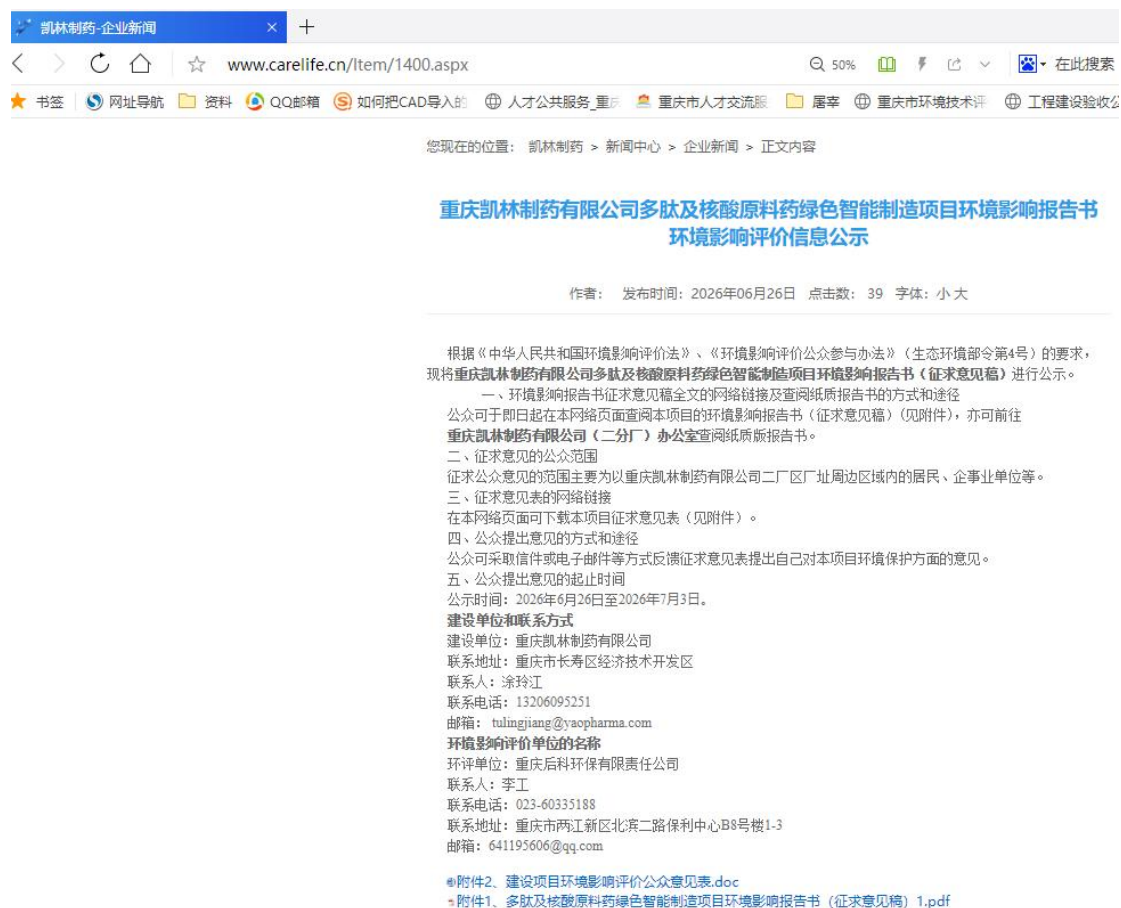 凯林制药-企业新闻
www.carelife.cn/Item/1400.aspx 50% 在此搜索
书签 网址导航 资料 QQ邮箱 如何把CAD导入的 人才公共服务_重庆 重庆市人才交流服 屠宰 重庆市环境技术评 工程建设验收公
您现在的位置： 凯林制药 > 新闻中心 > 企业新闻 > 正文内容
重庆凯林制药有限公司多肽及核酸原料药绿色智能制造项目环境影响报告书
环境影响评价信息公示
作者： 发布时间：2026年06月26日 点击数： 39 字体：小 大
根据《中华人民共和国环境影响评价法》、《环境影响评价公众参与办法》（生态环境部令第4号）的要求，
现将重庆凯林制药有限公司多肽及核酸原料药绿色智能制造项目环境影响报告书（征求意见稿）进行公示。
一、环境影响报告书征求意见稿全文的网络链接及查阅纸质报告书的方式和途径
公众可于即日起在本网络页面查阅本项目的环境影响报告书（征求意见稿）（见附件），亦可前往
重庆凯林制药有限公司（二分厂）办公室查阅纸质版报告书。
二、征求意见的公众范围
征求公众意见的范围主要为以重庆凯林制药有限公司二厂区厂址周边区域内的居民、企事业单位等。
三、征求意见表的网络链接
在本网络页面可下载本项目征求意见表（见附件）。
四、公众提出意见的方式和途径
公众可采取信件或电子邮件等方式反馈征求意见表提出自己对本项目环境保护方面的意见。
五、公众提出意见的起止时间
公示时间：2026年6月26日至2026年7月3日。
建设单位和联系方式
建设单位：重庆凯林制药有限公司
联系地址：重庆市长寿区经济技术开发区
联系人：涂玲江
联系电话：13206095251
邮箱： tulingjiang@yaopharma.com
环境影响评价单位的名称
环评单位：重庆后科环保有限责任公司
联系人：李工
联系电话：023-60335188
联系地址：重庆市两江新区北滨二路保利中心B8号楼1-3
邮箱：641195606@qq.com
附件2、建设项目环境影响评价公众意见表.doc
附件1、多肽及核酸原料药绿色智能制造项目环境影响报告书（征求意见稿）1.pdf